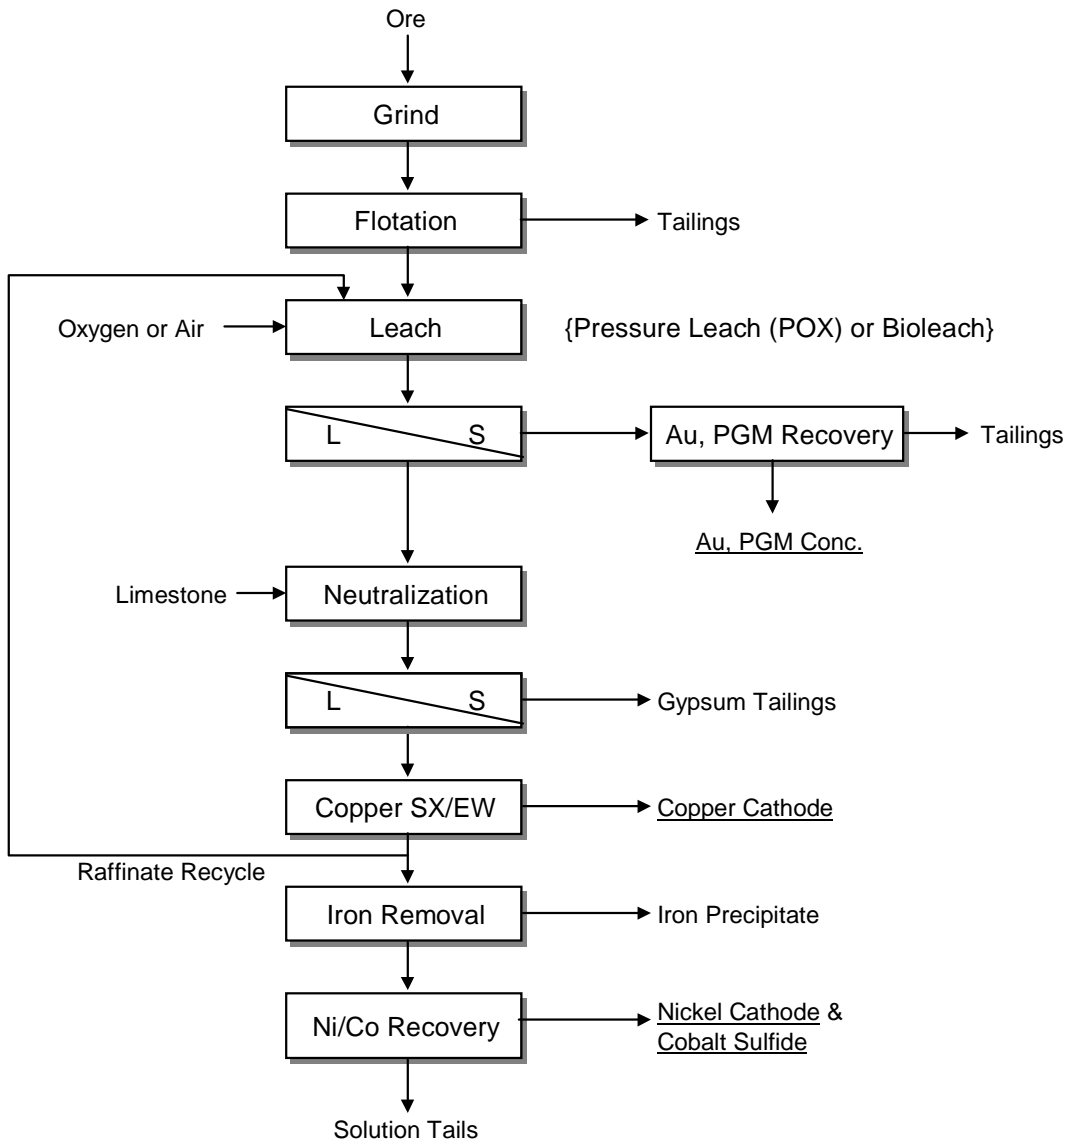 Ore
Grind
Flotation
Tailings
Oxygen or Air
Leach
{Pressure Leach (POX) or Bioleach}
L
S
Au, PGM Recovery
Tailings
Au, PGM Conc.
Limestone
Neutralization
L
S
Gypsum Tailings
Copper SX/EW
Copper Cathode
Raffinate Recycle
Iron Removal
Iron Precipitate
Ni/Co Recovery
Nickel Cathode &
Cobalt Sulfide
Solution Tails